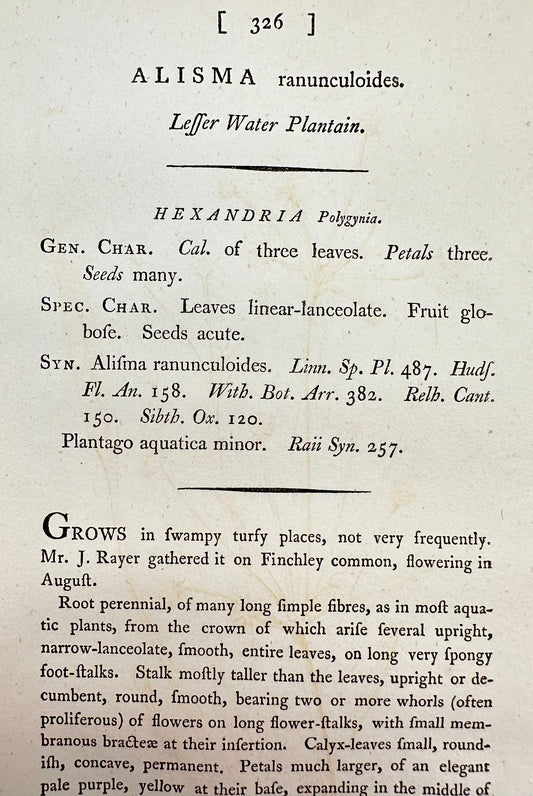 [ 326 ]
ALISMA ranunculoides.
Leſſer Water Plantain.
HEXANDRIA Polygynia.
GEN. CHAR. Cal. of three leaves. Petals three.
Seeds many.
SPEC. CHAR. Leaves linear-lanceolate. Fruit glo-
boſe. Seeds acute.
SYN. Aliſma ranunculoides. Linn. Sp. Pl. 487. Hudſ.
Fl. An. 158. With. Bot. Arr. 382. Relh. Cant.
150. Sibth. Ox. 120.
Plantago aquatica minor. Raii Syn. 257.
GROWS in ſwampy turfy places, not very frequently.
Mr. J. Rayer gathered it on Finchley common, flowering in
Auguſt.
Root perennial, of many long ſimple fibres, as in moſt aqua-
tic plants, from the crown of which ariſe ſeveral upright,
narrow-lanceolate, ſmooth, entire leaves, on long very ſpongy
foot-ſtalks. Stalk moſtly taller than the leaves, upright or de-
cumbent, round, ſmooth, bearing two or more whorls (often
proliferous) of flowers on long flower-ſtalks, with ſmall mem-
branous bracteæ at their inſertion. Calyx-leaves ſmall, round-
iſh, concave, permanent. Petals much larger, of an elegant
pale purple, yellow at their baſe, expanding in the middle of